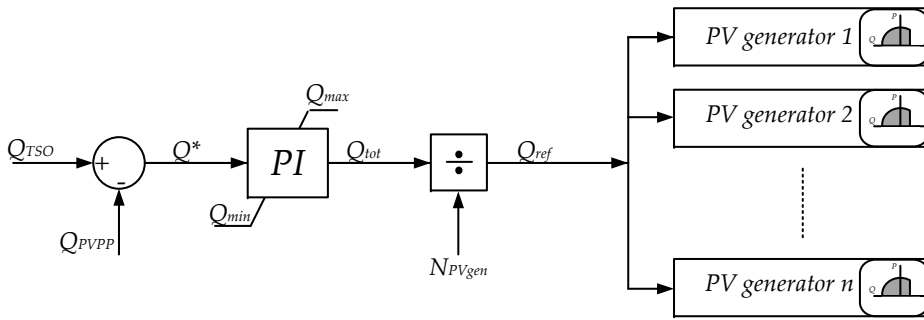 Q_TSO
+
-
Q_PVPP
Q*
Q_max
PI
Q_min
Q_tot
÷
N_PVgen
Q_ref
PV generator 1
P
Q
PV generator 2
P
Q
PV generator n
P
Q